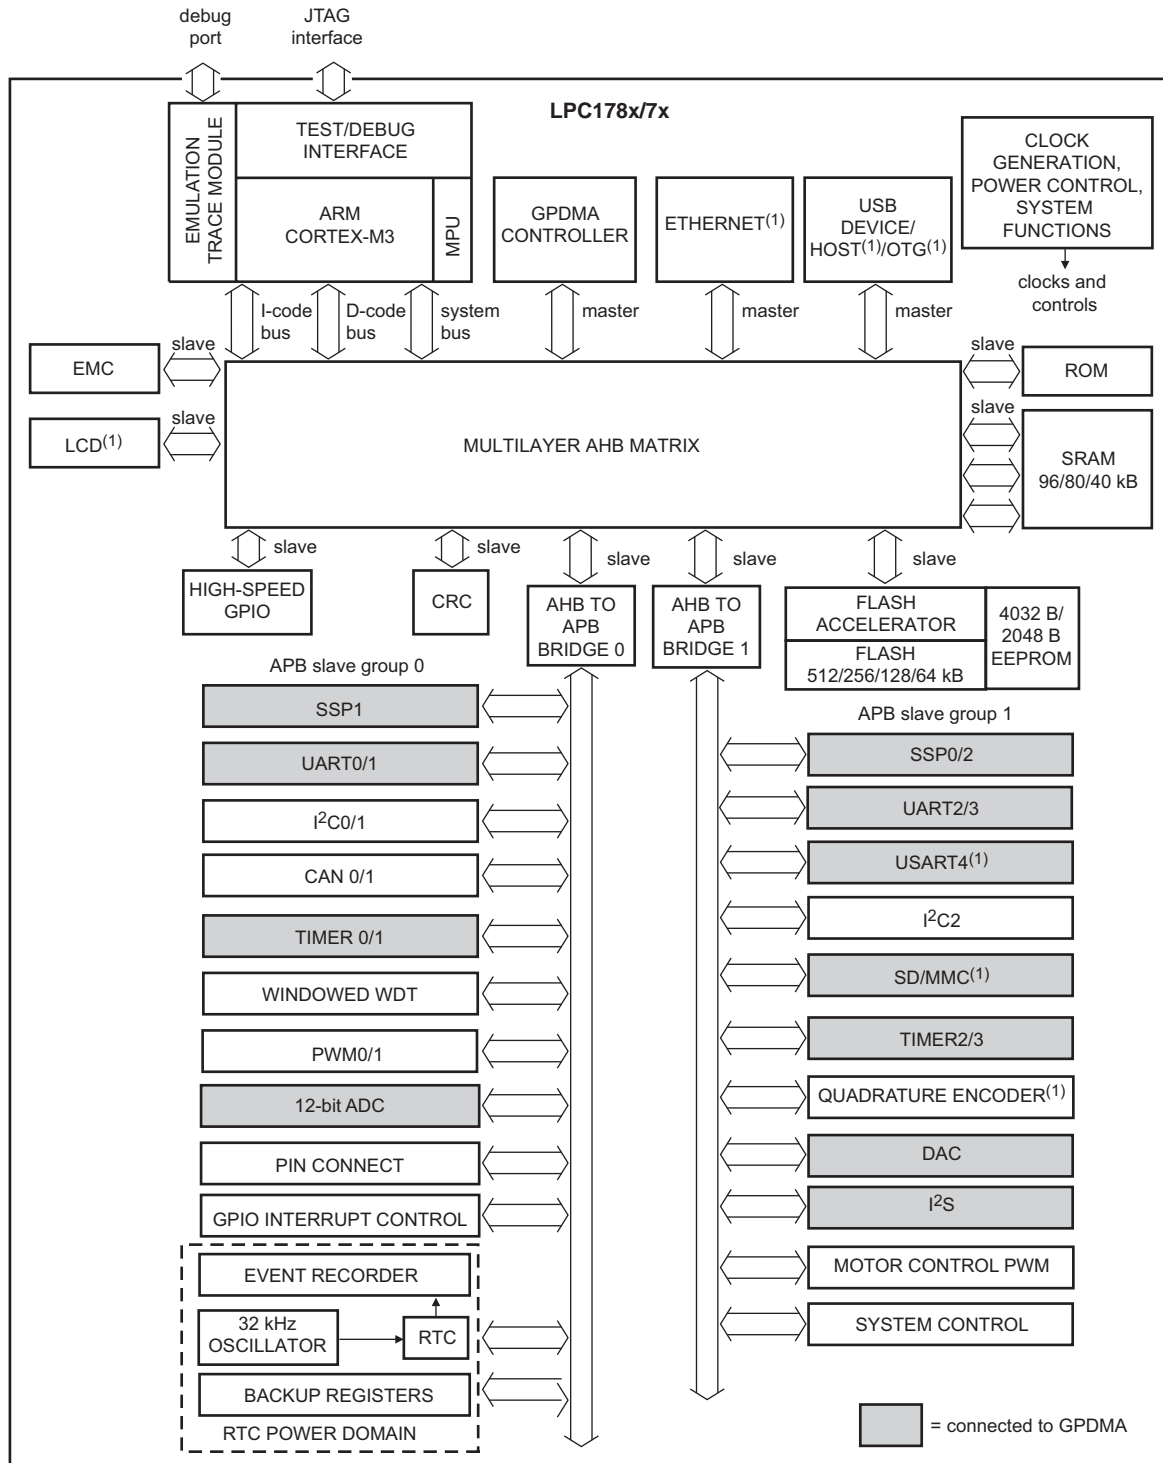 debug
port
JTAG
interface
LPC178x/7x
EMULATION
TRACE MODULE
TEST/DEBUG
INTERFACE
ARM
CORTEX-M3
MPU
GPDMA
CONTROLLER
ETHERNET(1)
USB
DEVICE/
HOST(1)/OTG(1)
CLOCK
GENERATION,
POWER CONTROL,
SYSTEM
FUNCTIONS
clocks and
controls
I-code
bus
D-code
bus
system
bus
master
master
master
slave
EMC
slave
LCD(1)
MULTILAYER AHB MATRIX
slave
ROM
slave
SRAM
96/80/40 kB
slave
HIGH-SPEED
GPIO
slave
CRC
slave
AHB TO
APB
BRIDGE 0
slave
AHB TO
APB
BRIDGE 1
slave
FLASH
ACCELERATOR
FLASH
512/256/128/64 kB
4032 B/
2048 B
EEPROM
APB slave group 0
SSP1
UART0/1
I2C0/1
CAN 0/1
TIMER 0/1
WINDOWED WDT
PWM0/1
12-bit ADC
PIN CONNECT
GPIO INTERRUPT CONTROL
EVENT RECORDER
32 kHz
OSCILLATOR
RTC
BACKUP REGISTERS
RTC POWER DOMAIN
APB slave group 1
SSP0/2
UART2/3
USART4(1)
I2C2
SD/MMC(1)
TIMER2/3
QUADRATURE ENCODER(1)
DAC
I2S
MOTOR CONTROL PWM
SYSTEM CONTROL
= connected to GPDMA